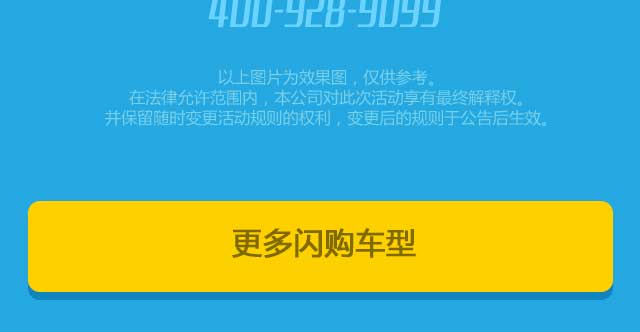 400-928-9099
以上图片为效果图，仅供参考。
在法律允许范围内，本公司对此次活动享有最终解释权。
并保留随时变更活动规则的权利，变更后的规则于公告后生效。
更多闪购车型